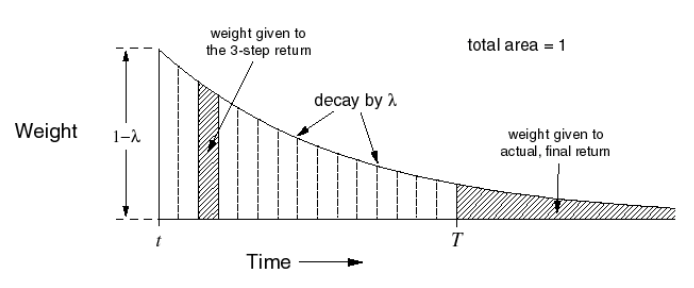 weight given to
the 3-step return
total area = 1
decay by λ
Weight
1−λ
weight given to
actual, final return
t
T
Time